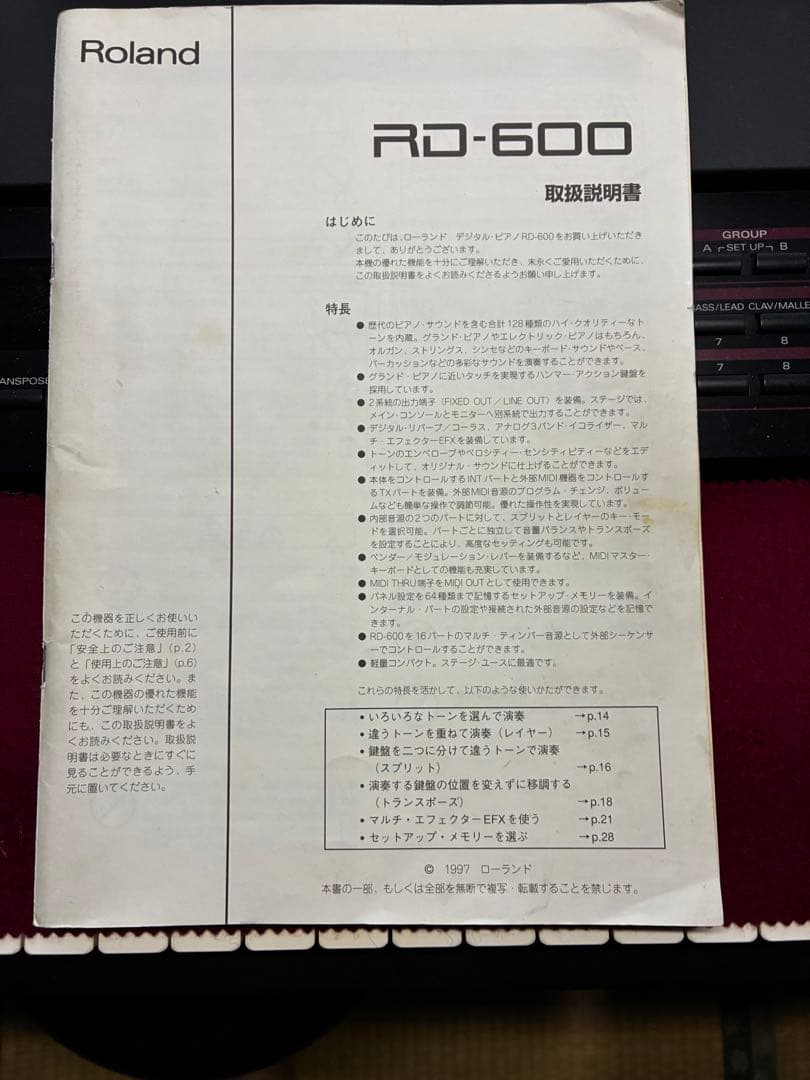 Roland
RD-600
取扱説明書
はじめに
このたびは、ローランド デジタル・ピアノRD-600をお買い上げいただき
まして、ありがとうございます。
本機の優れた機能を十分にご理解いただき、末永くご愛用いただくために、
この取扱説明書をよくお読みくださるようお願い申し上げます。
特長
● 歴代のピアノ・サウンドを含む合計128種類のハイ・クオリティーなト
ーンを内蔵。グランド・ピアノやエレクトリック・ピアノはもちろん、
オルガン、ストリングス、シンセなどのキーボード・サウンドやベース、
パーカッションなどの多彩なサウンドを演奏することができます。
● グランド・ピアノに近いタッチを実現するハンマー・アクション鍵盤を
採用しています。
● 2系統の出力端子（FIXED OUT／LINE OUT）を装備。ステージでは、
メイン・コンソールとモニターへ別系統で出力することができます。
● デジタル・リバーブ／コーラス、アナログ3バンド・イコライザー、マル
チ・エフェクターEFXを装備しています。
● トーンのエンベロープやベロシティー・センシティビティーなどをエデ
ィットして、オリジナル・サウンドに仕上げることができます。
● 本体をコントロールするINTパートと外部MIDI機器をコントロールす
るTXパートを装備。外部MIDI音源のプログラム・チェンジ、ボリュー
ムなども簡単な操作で調節可能。優れた操作性を実現しています。
● 内部音源の2つのパートに対して、スプリットとレイヤーのキー・モー
ドを選択可能。パートごとに独立して音量バランスやトランスポーズ
を設定することにより、高度なセッティングも可能です。
● ベンダー／モジュレーション・レバーを装備するなど、MIDIマスター・
キーボードとしての機能も充実しています。
● MIDI THRU端子をMIDI OUTとして使用できます。
● パネル設定を64種類まで記憶するセットアップ・メモリーを装備。イ
ンターナル・パートの設定や接続された外部音源の設定などを記憶で
きます。
● RD-600を16パートのマルチ・ティンバー音源として外部シーケンサ
ーでコントロールすることができます。
● 軽量コンパクト。ステージ・ユースに最適です。
これらの特長を活かして、以下のような使いかたができます。
• いろいろなトーンを選んで演奏 →p.14
• 違うトーンを重ねて演奏（レイヤー） →p.15
• 鍵盤を二つに分けて違うトーンで演奏
（スプリット） →p.16
• 演奏する鍵盤の位置を変えずに移調する
（トランスポーズ） →p.18
• マルチ・エフェクターEFXを使う →p.21
• セットアップ・メモリーを選ぶ →p.28
© 1997 ローランド
本書の一部、もしくは全部を無断で複写・転載することを禁じます。
この機器を正しくお使いい
ただくために、ご使用前に
「安全上のご注意」（p.2）
と「使用上のご注意」（p.6）
をよくお読みください。ま
た、この機器の優れた機能
を十分ご理解いただくため
にも、この取扱説明書をよ
くお読みください。取扱説
明書は必要なときにすぐに
見ることができるよう、手
元に置いてください。
GROUP
A SET UP B
ASS/LEAD CLAV/MALLE
7 8
7 8
ANSPOSE